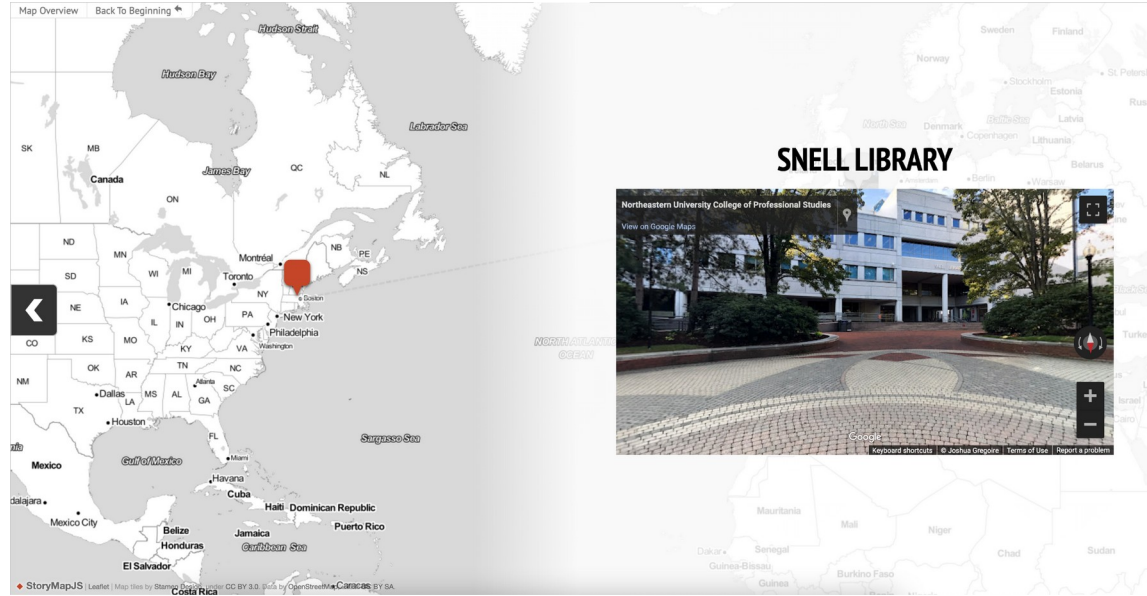 Map Overview
Back To Beginning
Hudson Strait
Hudson Bay
Labrador Sea
SK
MB
Canada
James Bay
QC
NL
ON
ND
MN
NB
PE
Montréal
NS
SD
WI
MI
Toronto
Boston
NE
IA
Chicago
NY
PA
New York
IL
IN
OH
Philadelphia
CO
KS
MO
KY
VA
Washington
OK
TN
NC
NM
AR
Atlanta
SC
Dallas
MS
AL
GA
TX
LA
Houston
FL
Sargasso Sea
Mexico
Gulf of Mexico
Miami
Havana
Cuba
Haiti
Dominican Republic
Mexico City
Puerto Rico
Belize
Jamaica
Honduras
Caribbean Sea
El Salvador
Caracas
Costa Rica
StoryMapJS | Leaflet | Map tiles by Stamen Design, under CC BY 3.0. Data by OpenStreetMap
BY SA.
Sweden
Finland
Norway
Stockholm
Estonia
North Sea
Denmark
Baltic Sea
Latvia
Copenhagen
Lithuania
Belarus
Berlin
Warsaw
SNELL LIBRARY
Northeastern University College of Professional Studies
View on Google Maps
NORTH ATLANTIC
OCEAN
Google
Keyboard shortcuts
© Joshua Gregoire
Terms of Use
Report a problem
Israel
Mauritania
Mali
Niger
Dakar
Senegal
Chad
Sudan
Guinea-Bissau
Burkino Faso
Guinea